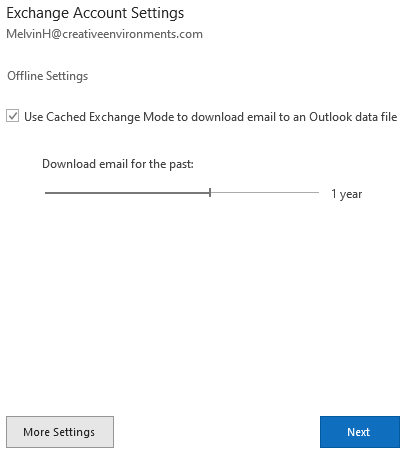 Exchange Account Settings
MelvinH@creativeenvironments.com
Offline Settings
Use Cached Exchange Mode to download email to an Outlook data file
Download email for the past:
1 year
More Settings
Next